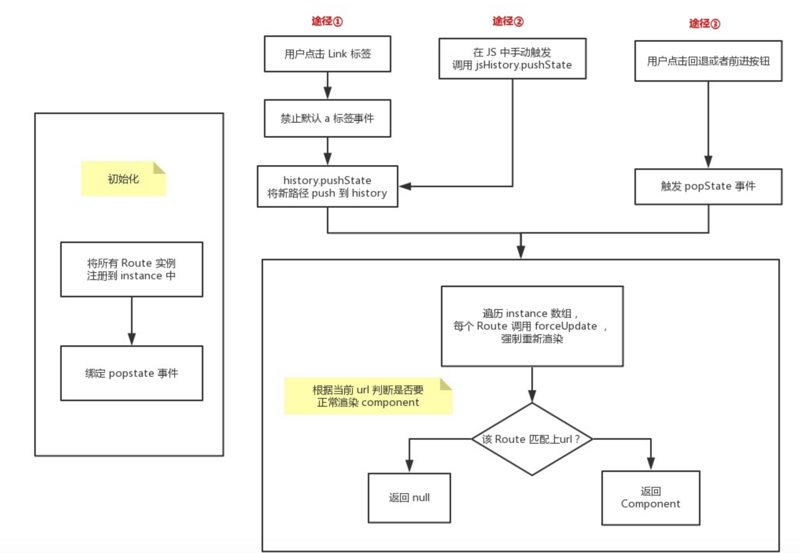 途径①
用户点击 Link 标签
禁止默认 a 标签事件
history.pushState
将新路径 push 到 history
途径②
在 JS 中手动触发
调用 jsHistory.pushState
途径③
用户点击回退或者前进按钮
触发 popState 事件
初始化
将所有 Route 实例
注册到 instance 中
绑定 popstate 事件
遍历 instance 数组，
每个 Route 调用 forceUpdate ，
强制重新渲染
根据当前 url 判断是否要
正常渲染 component
该 Route 匹配上url？
返回 null
返回
Component